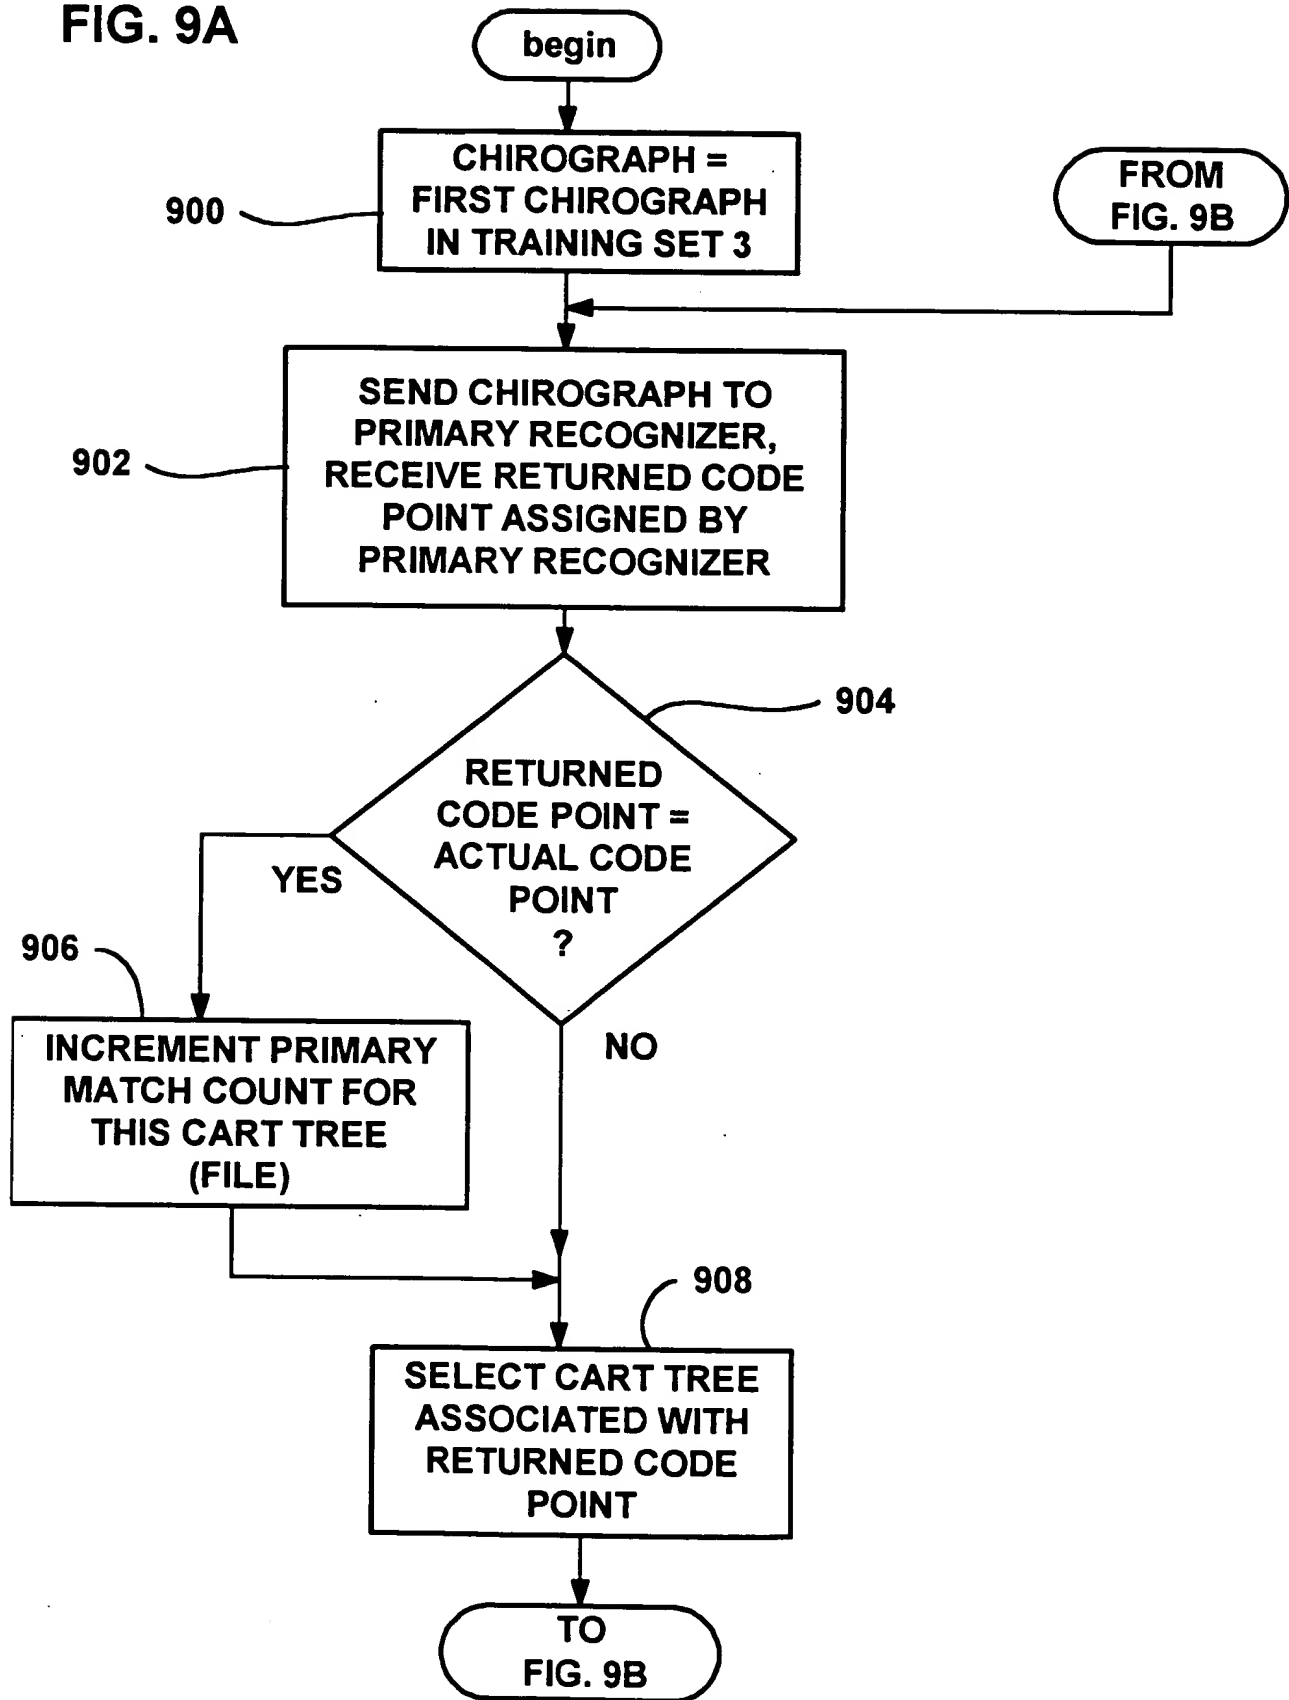 FIG. 9A
begin
CHIROGRAPH =
FIRST CHIROGRAPH
IN TRAINING SET 3
900
FROM
FIG. 9B
SEND CHIROGRAPH TO
PRIMARY RECOGNIZER,
RECEIVE RETURNED CODE
POINT ASSIGNED BY
PRIMARY RECOGNIZER
902
904
RETURNED
CODE POINT =
ACTUAL CODE
POINT
?
YES
NO
906
INCREMENT PRIMARY
MATCH COUNT FOR
THIS CART TREE
(FILE)
908
SELECT CART TREE
ASSOCIATED WITH
RETURNED CODE
POINT
TO
FIG. 9B